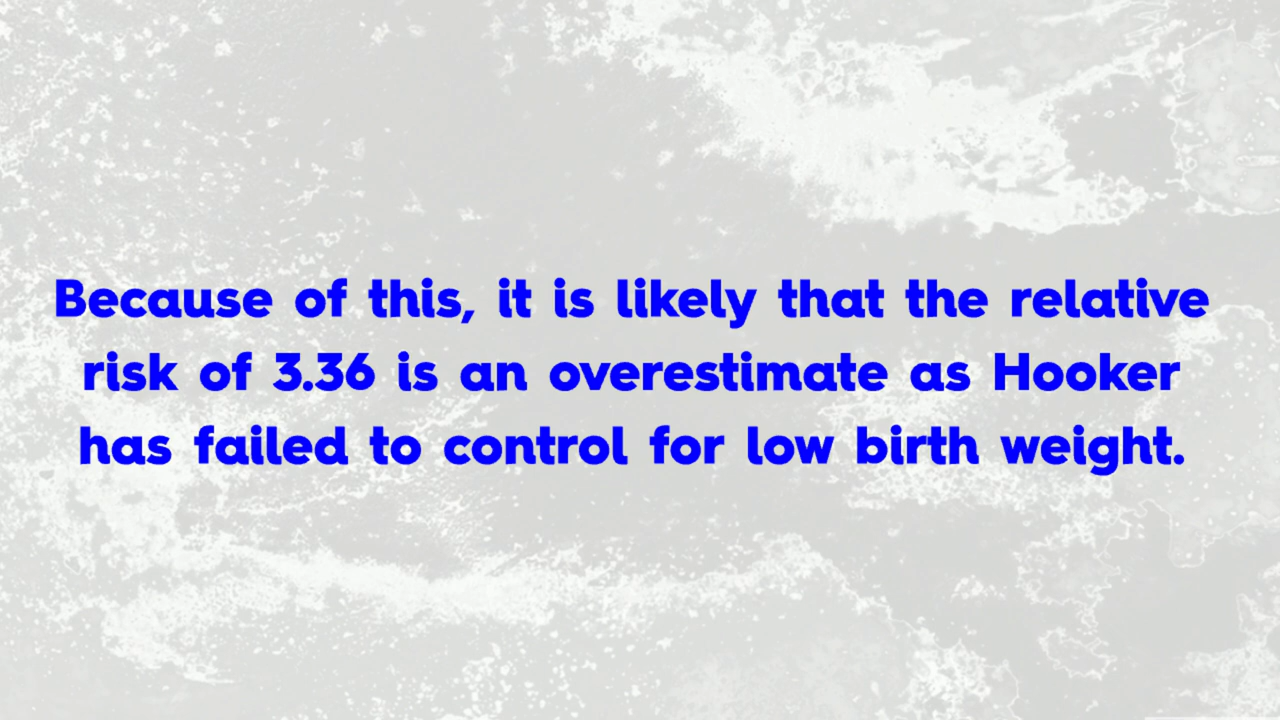 Because of this, it is likely that the relative
risk of 3.36 is an overestimate as Hooker
has failed to control for low birth weight.